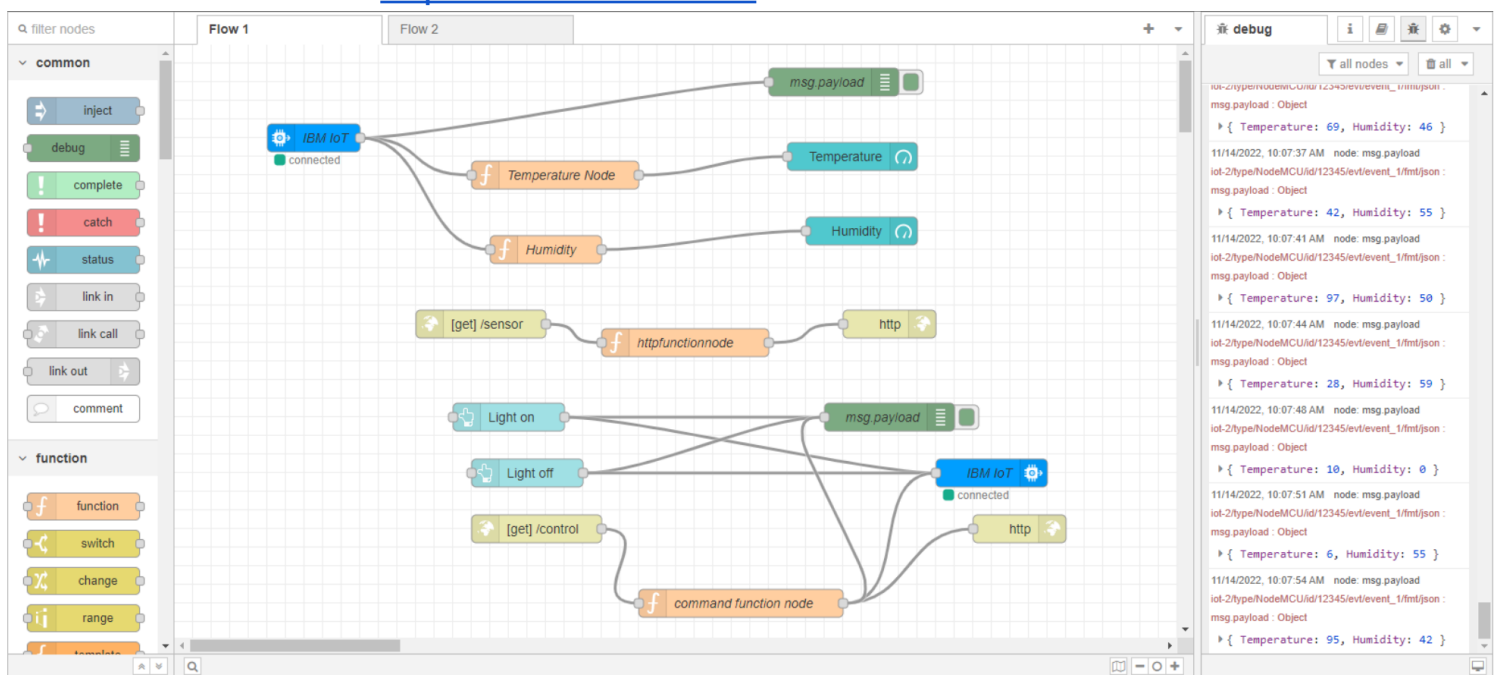 filter nodes
common
inject
debug
complete
catch
status
link in
link call
link out
comment
function
function
switch
change
range
template
Flow 1
Flow 2
msg.payload
IBM IoT
connected
Temperature Node
Temperature
Humidity
Humidity
[get] /sensor
httpfunctionnode
http
Light on
msg.payload
Light off
IBM IoT
connected
[get] /control
http
command function node
debug
all nodes
all
iot-2/type/NodeMCU/id/12345/evt/event_1/fmt/json :
msg.payload : Object
{ Temperature: 69, Humidity: 46 }
11/14/2022, 10:07:37 AM node: msg.payload
iot-2/type/NodeMCU/id/12345/evt/event_1/fmt/json :
msg.payload : Object
{ Temperature: 42, Humidity: 55 }
11/14/2022, 10:07:41 AM node: msg.payload
iot-2/type/NodeMCU/id/12345/evt/event_1/fmt/json :
msg.payload : Object
{ Temperature: 97, Humidity: 50 }
11/14/2022, 10:07:44 AM node: msg.payload
iot-2/type/NodeMCU/id/12345/evt/event_1/fmt/json :
msg.payload : Object
{ Temperature: 28, Humidity: 59 }
11/14/2022, 10:07:48 AM node: msg.payload
iot-2/type/NodeMCU/id/12345/evt/event_1/fmt/json :
msg.payload : Object
{ Temperature: 10, Humidity: 0 }
11/14/2022, 10:07:51 AM node: msg.payload
iot-2/type/NodeMCU/id/12345/evt/event_1/fmt/json :
msg.payload : Object
{ Temperature: 6, Humidity: 55 }
11/14/2022, 10:07:54 AM node: msg.payload
iot-2/type/NodeMCU/id/12345/evt/event_1/fmt/json :
msg.payload : Object
{ Temperature: 95, Humidity: 42 }